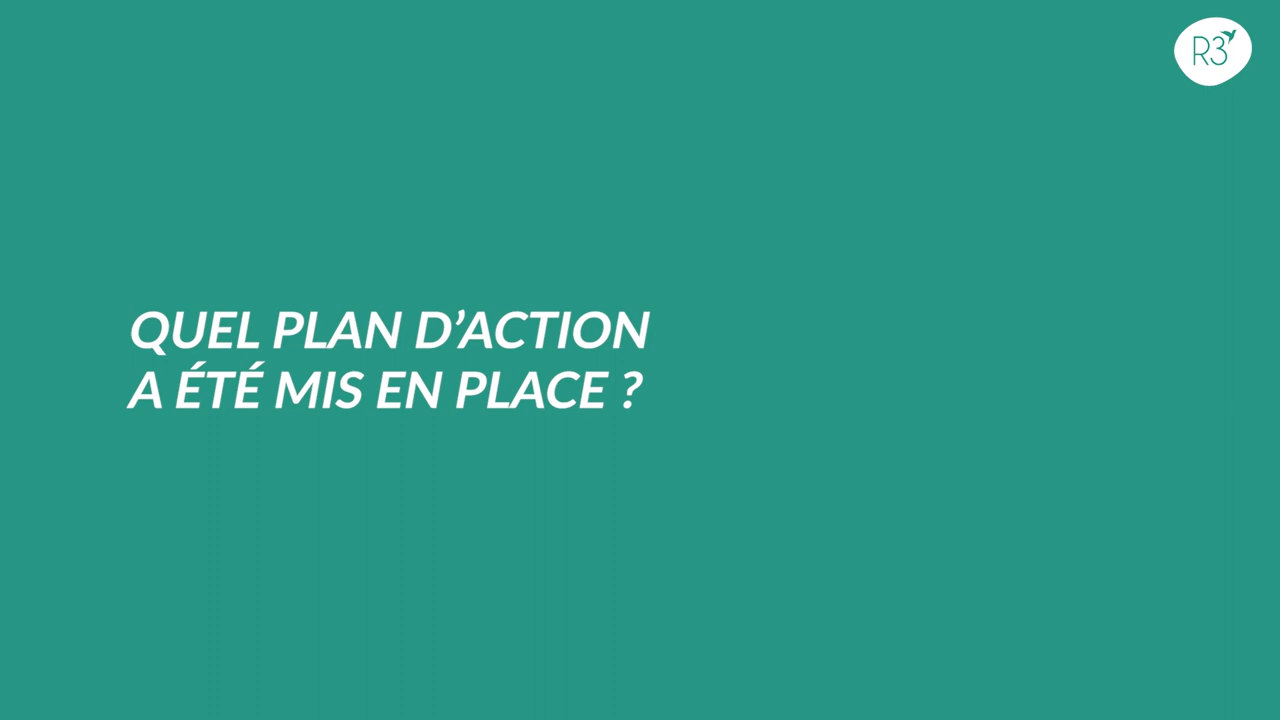 R3
QUEL PLAN D’ACTION
A ÉTÉ MIS EN PLACE ?